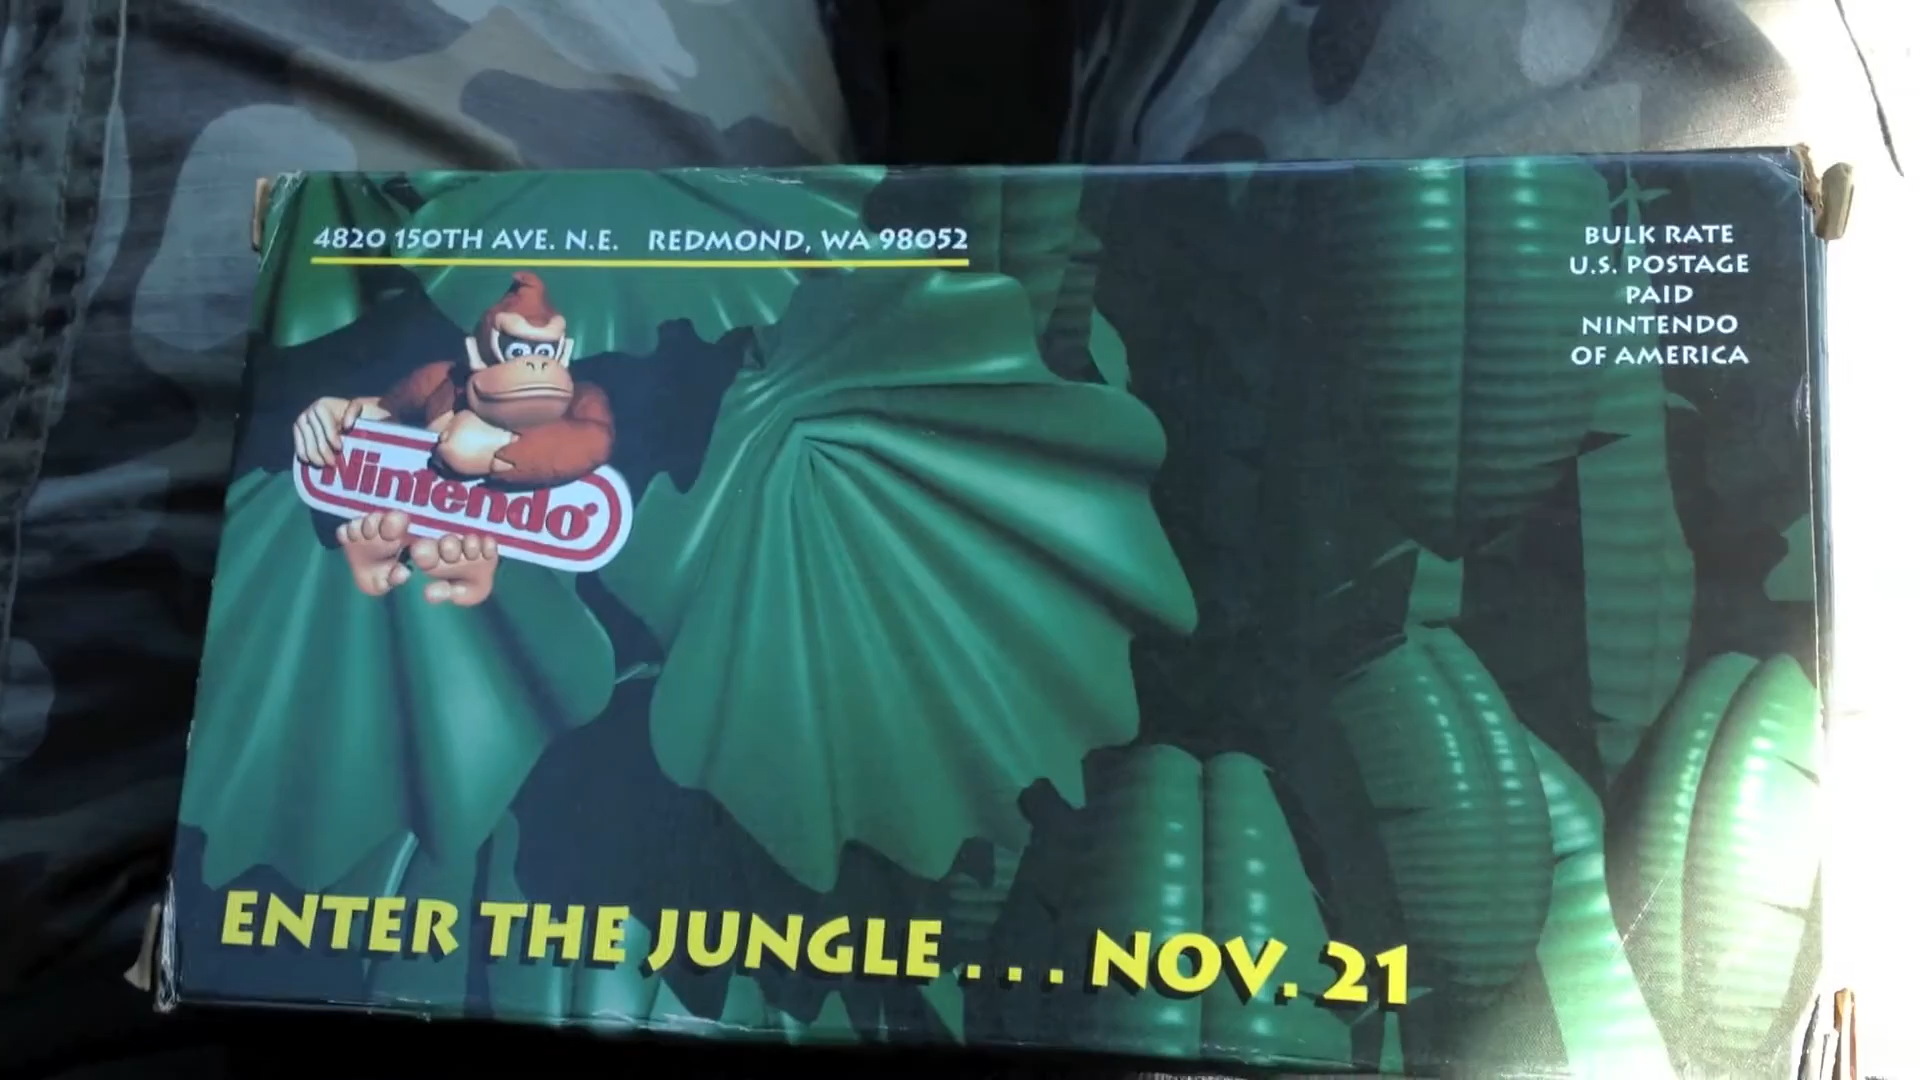 4820 150TH AVE. N.E. REDMOND, WA 98052
BULK RATE
U.S. POSTAGE
PAID
NINTENDO
OF AMERICA
Nintendo®
ENTER THE JUNGLE . . . NOV. 21